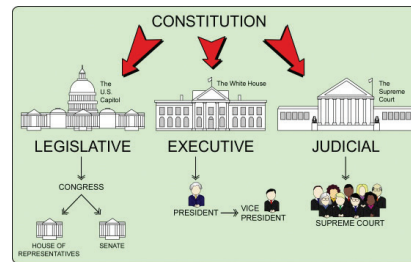 CONSTITUTION
The
U.S.
Capitol
The White House
The
Supreme
Court
LEGISLATIVE
EXECUTIVE
JUDICIAL
CONGRESS
HOUSE OF
REPRESENTATIVES
SENATE
PRESIDENT
VICE
PRESIDENT
SUPREME COURT